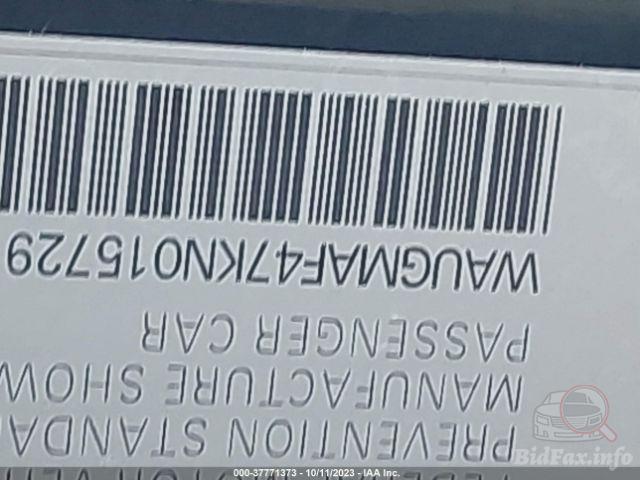 PREVENTION STANDA
MANUFACTURE SHOW
PASSENGER CAR
WAUGMAF47KN015729
000-37771373 - 10/11/2023 - IAA Inc.
BidFax.info